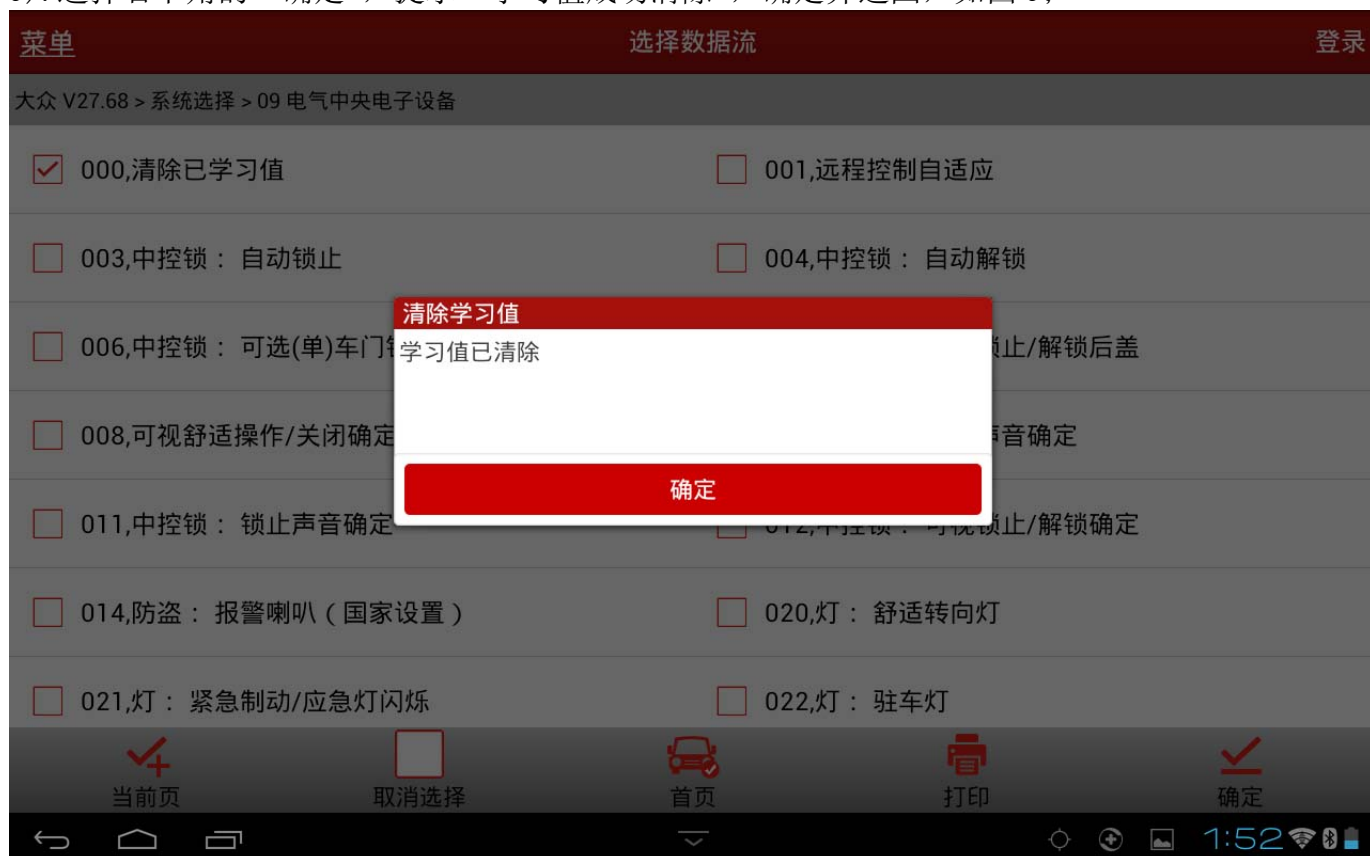 菜单 选择数据流 登录
大众 V27.68 > 系统选择 > 09 电气中央电子设备
000,清除已学习值 001,远程控制自适应
003,中控锁： 自动锁止 004,中控锁： 自动解锁
清除学习值
006,中控锁： 可选(单)车门 学习值已清除 止/解锁后盖
008,可视舒适操作/关闭确定 音确定
确定
011,中控锁： 锁止声音确定 012,中控锁： 可视锁止/解锁确定
014,防盗： 报警喇叭（国家设置） 020,灯： 舒适转向灯
021,灯： 紧急制动/应急灯闪烁 022,灯： 驻车灯
当前页 取消选择 首页 打印 确定
1:52